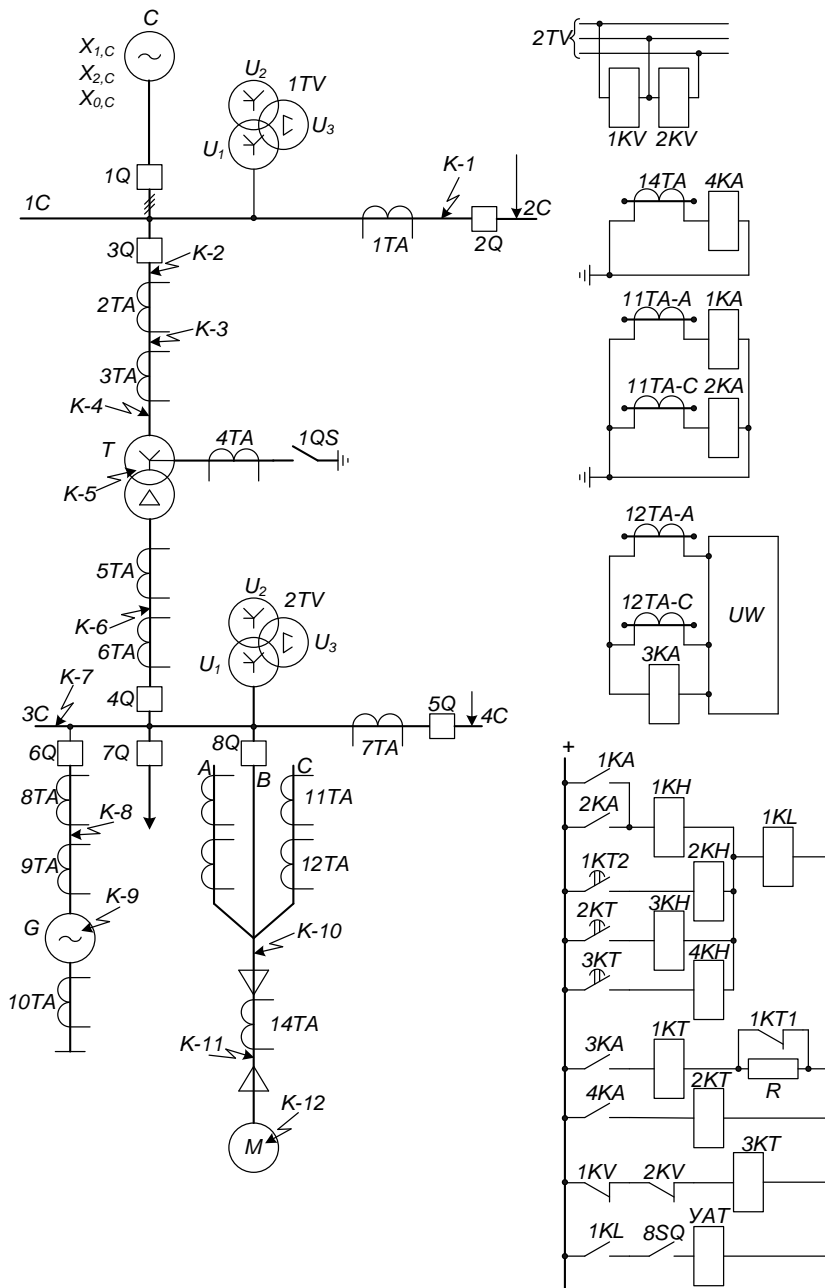 C
X1,C
X2,C
X0,C
U2
1TV
U3
U1
1Q
1C
K-1
2C
1TA
2Q
3Q
K-2
2TA
K-3
3TA
K-4
T
4TA
1QS
K-5
5TA
K-6
6TA
U2
2TV
U3
U1
K-7
3C
4Q
5Q
4C
6Q
7Q
8Q
7TA
8TA
A
B
C
11TA
K-8
9TA
12TA
K-9
G
K-10
10TA
14TA
K-11
K-12
M
2TV
1KV
2KV
14TA
4KA
11TA-A
1KA
11TA-C
2KA
12TA-A
12TA-C
UW
3KA
+
1KA
1KH
2KA
1KL
1KT2
2KH
2KT
3KH
3KT
4KH
3KA
1KT
1KT1
R
4KA
2KT
3KT
1KV
2KV
1KL
8SQ
УАТ